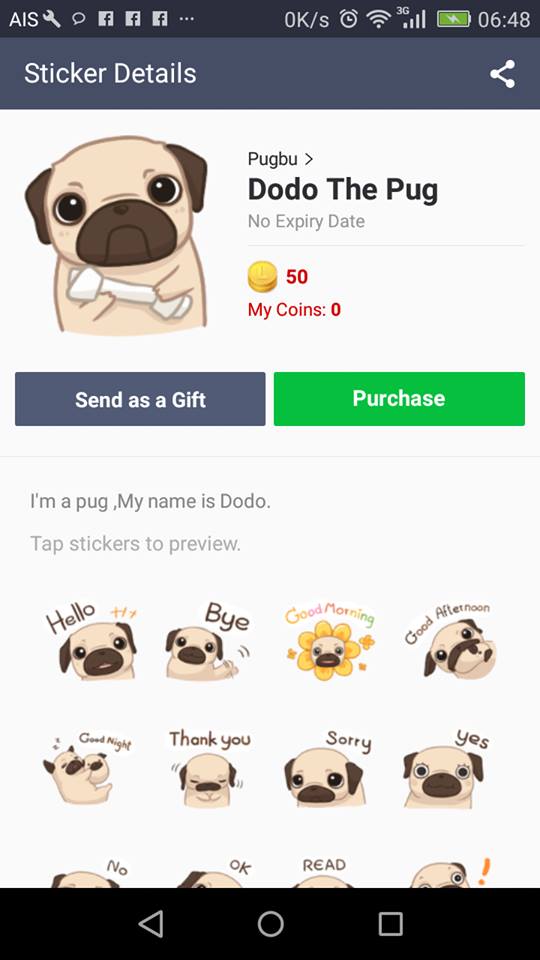 AIS ... 0K/s 3G 06:48
Sticker Details
Pugbu >
Dodo The Pug
No Expiry Date
50
My Coins: 0
Send as a Gift Purchase
I'm a pug ,My name is Dodo.
Tap stickers to preview.
Hello Bye Good Morning Good Afternoon
Good Night Thank you Sorry yes
No OK READ !